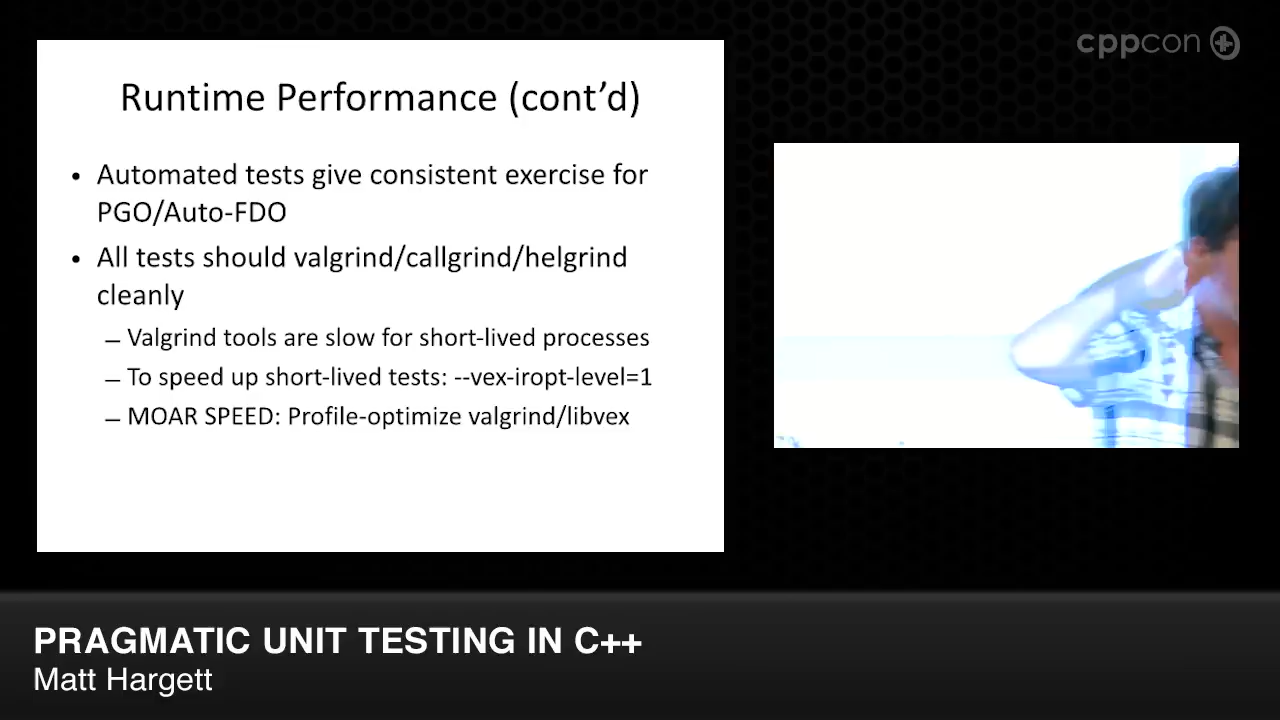 cppcon
Runtime Performance (cont’d)
• Automated tests give consistent exercise for
PGO/Auto-FDO
• All tests should valgrind/callgrind/helgrind
cleanly
– Valgrind tools are slow for short-lived processes
– To speed up short-lived tests: --vex-iropt-level=1
– MOAR SPEED: Profile-optimize valgrind/libvex
PRAGMATIC UNIT TESTING IN C++
Matt Hargett